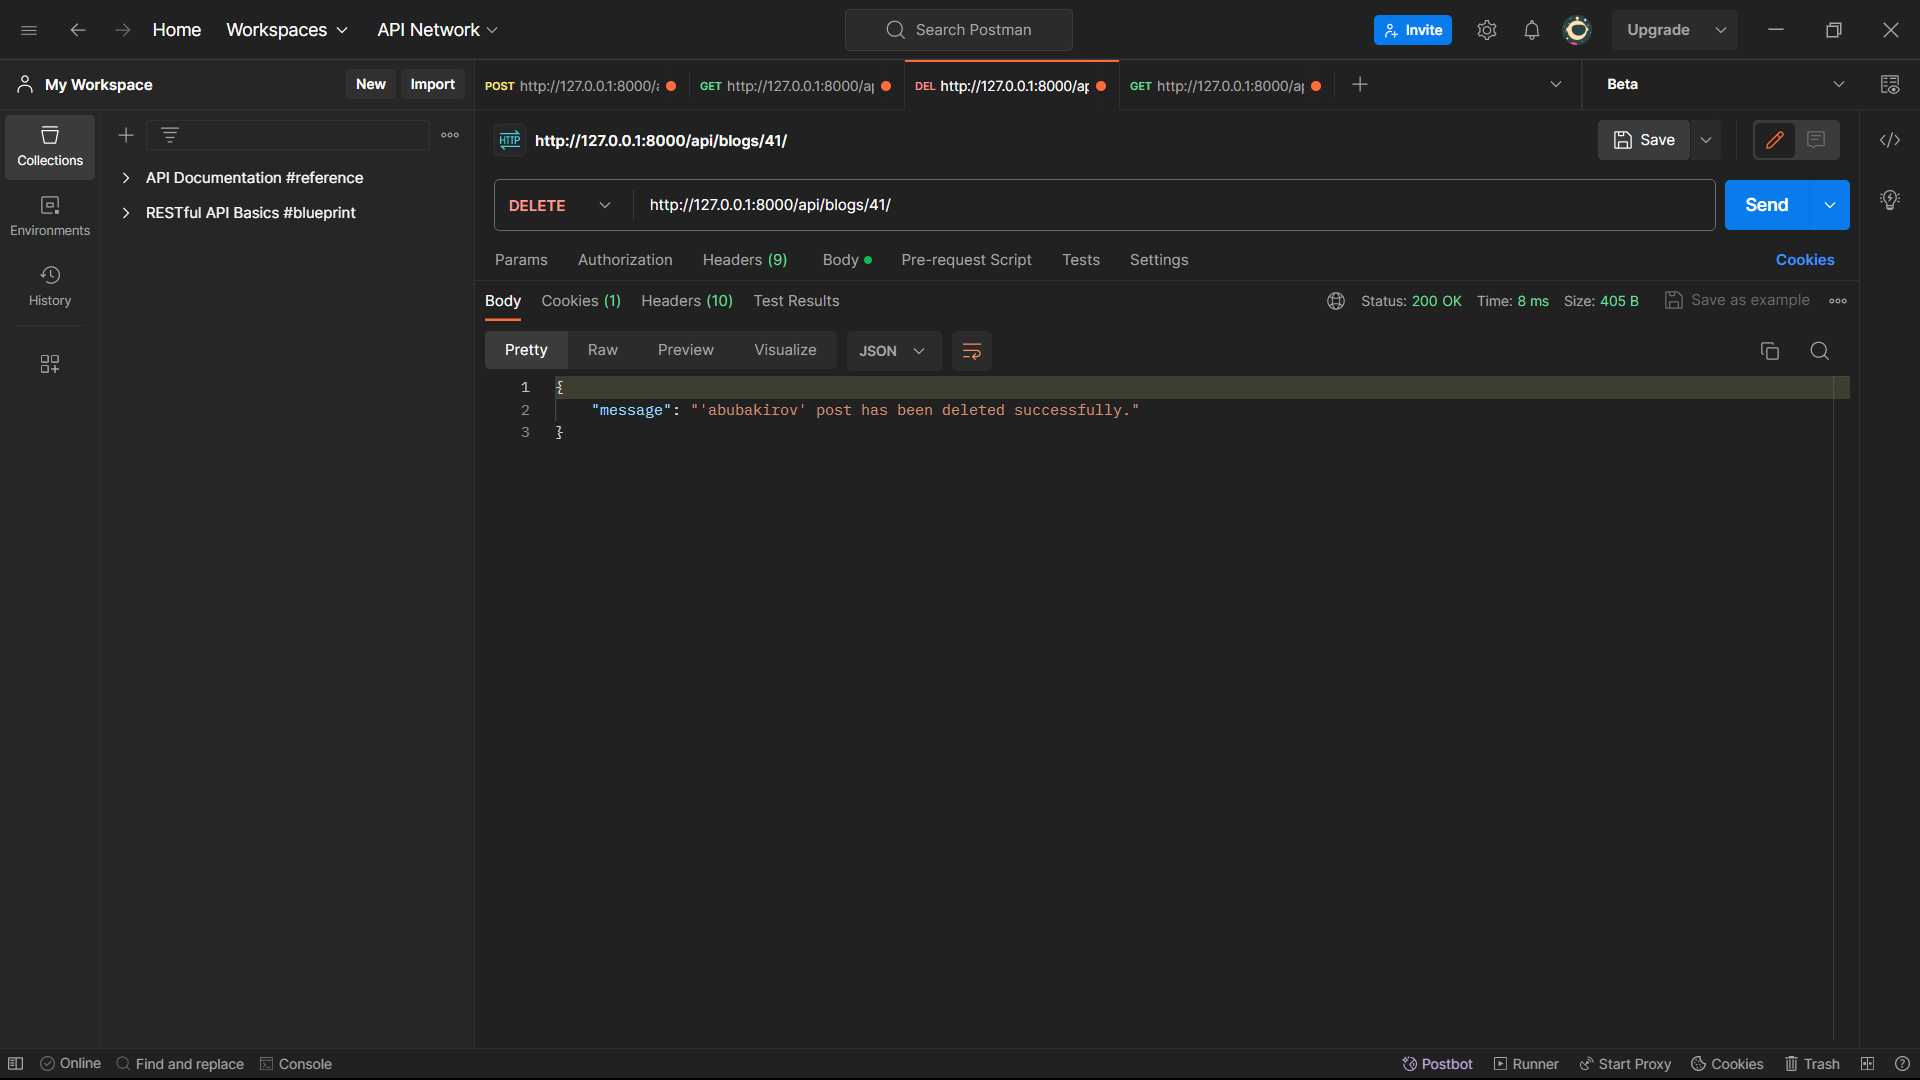 Home
Workspaces
API Network
Search Postman
Invite
Upgrade
My Workspace
New
Import
POST http://127.0.0.1:8000/a
GET http://127.0.0.1:8000/ap
DEL http://127.0.0.1:8000/ap
GET http://127.0.0.1:8000/ap
Beta
Collections
Environments
History
API Documentation #reference
RESTful API Basics #blueprint
HTTP
http://127.0.0.1:8000/api/blogs/41/
Save
DELETE
http://127.0.0.1:8000/api/blogs/41/
Send
Params
Authorization
Headers (9)
Body
Pre-request Script
Tests
Settings
Cookies
Body
Cookies (1)
Headers (10)
Test Results
Status: 200 OK
Time: 8 ms
Size: 405 B
Save as example
Pretty
Raw
Preview
Visualize
JSON
1 {
2 "message": "'abubakirov' post has been deleted successfully."
3 }
Online
Find and replace
Console
Postbot
Runner
Start Proxy
Cookies
Trash